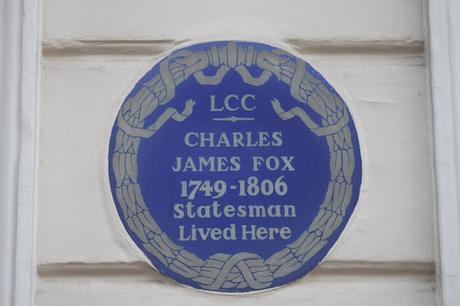 LCC
CHARLES
JAMES FOX
1749-1806
Statesman
Lived Here